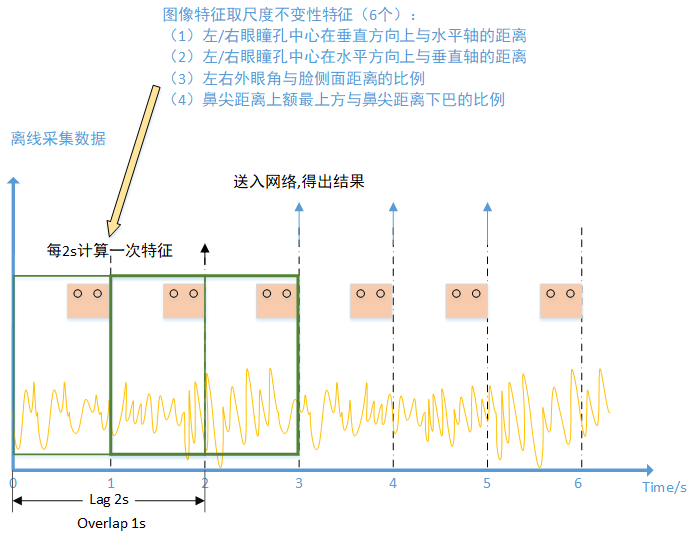 图像特征取尺度不变性特征（6个）:
（1）左/右眼瞳孔中心在垂直方向上与水平轴的距离
（2）左/右眼瞳孔中心在水平方向上与垂直轴的距离
（3）左右外眼角与脸侧面距离的比例
（4）鼻尖距离上额最上方与鼻尖距离下巴的比例
离线采集数据
送入网络,得出结果
每2s计算一次特征
0 1 2 3 4 5 6
Time/s
Lag 2s
Overlap 1s